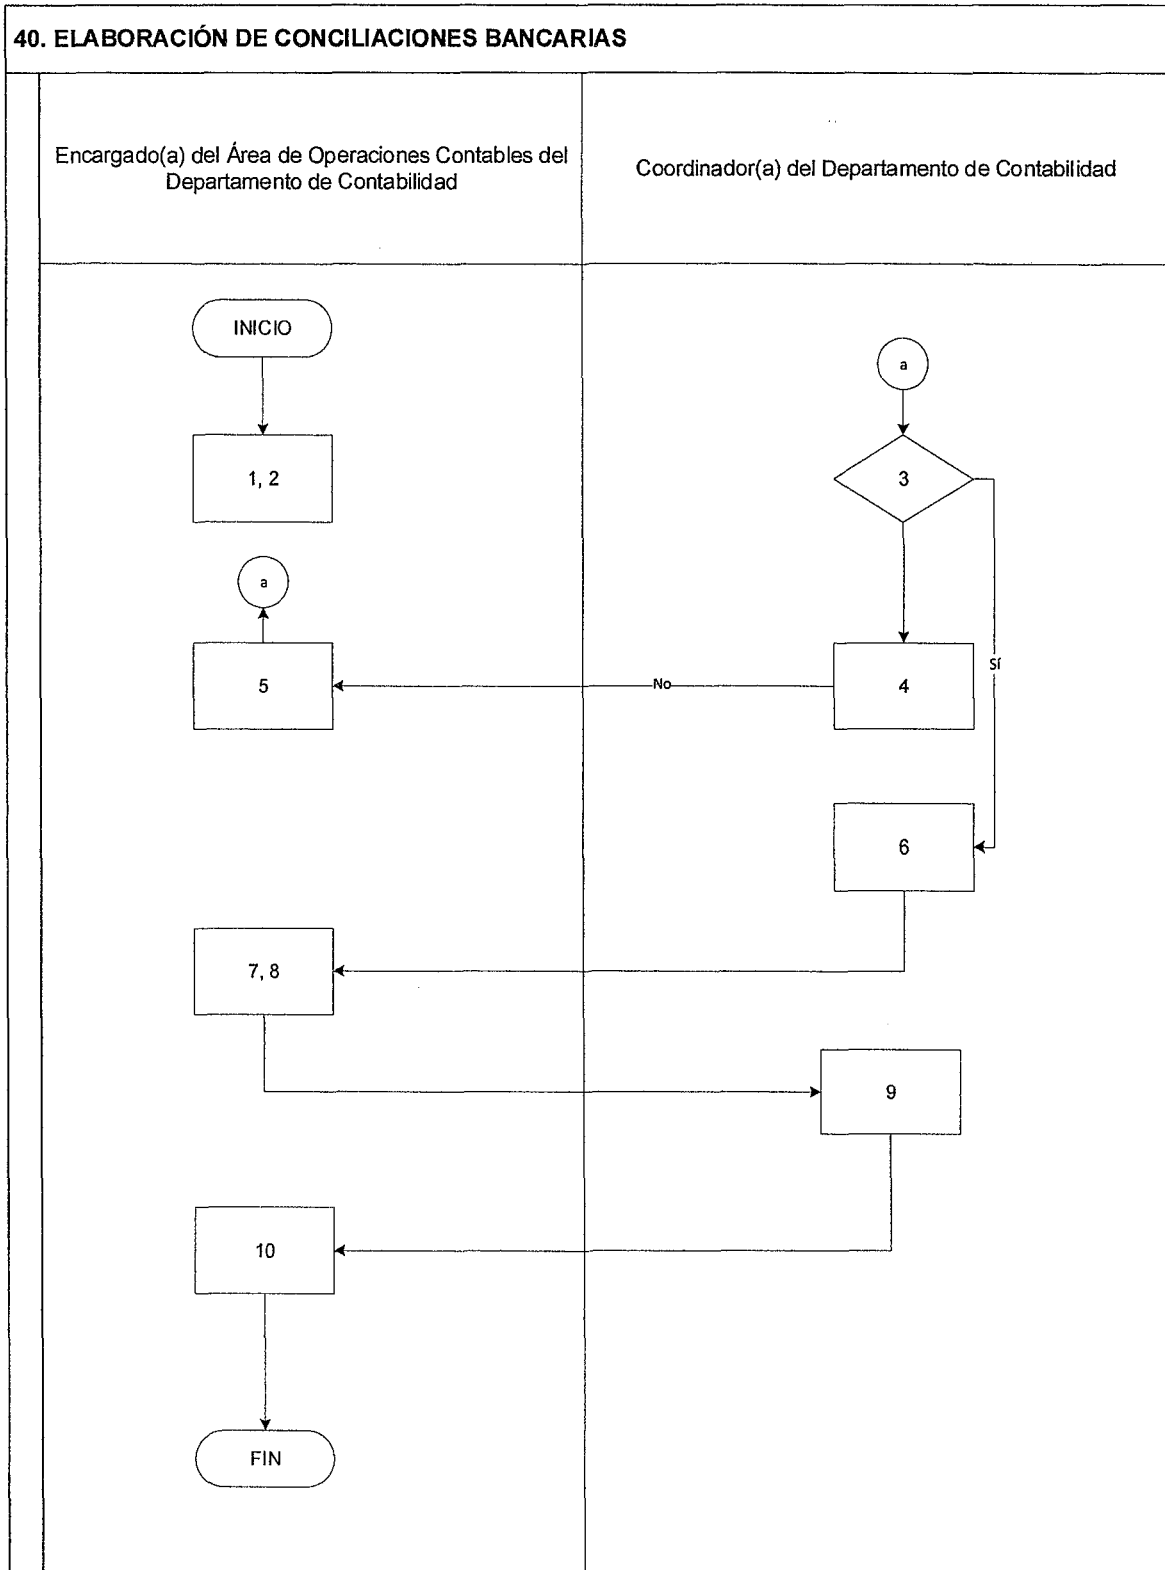 40. ELABORACIÓN DE CONCILIACIONES BANCARIAS
Encargado(a) del Área de Operaciones Contables del
Departamento de Contabilidad
Coordinador(a) del Departamento de Contabilidad
INICIO
a
1, 2
3
a
5
No
4
SÍ
6
7, 8
9
10
FIN